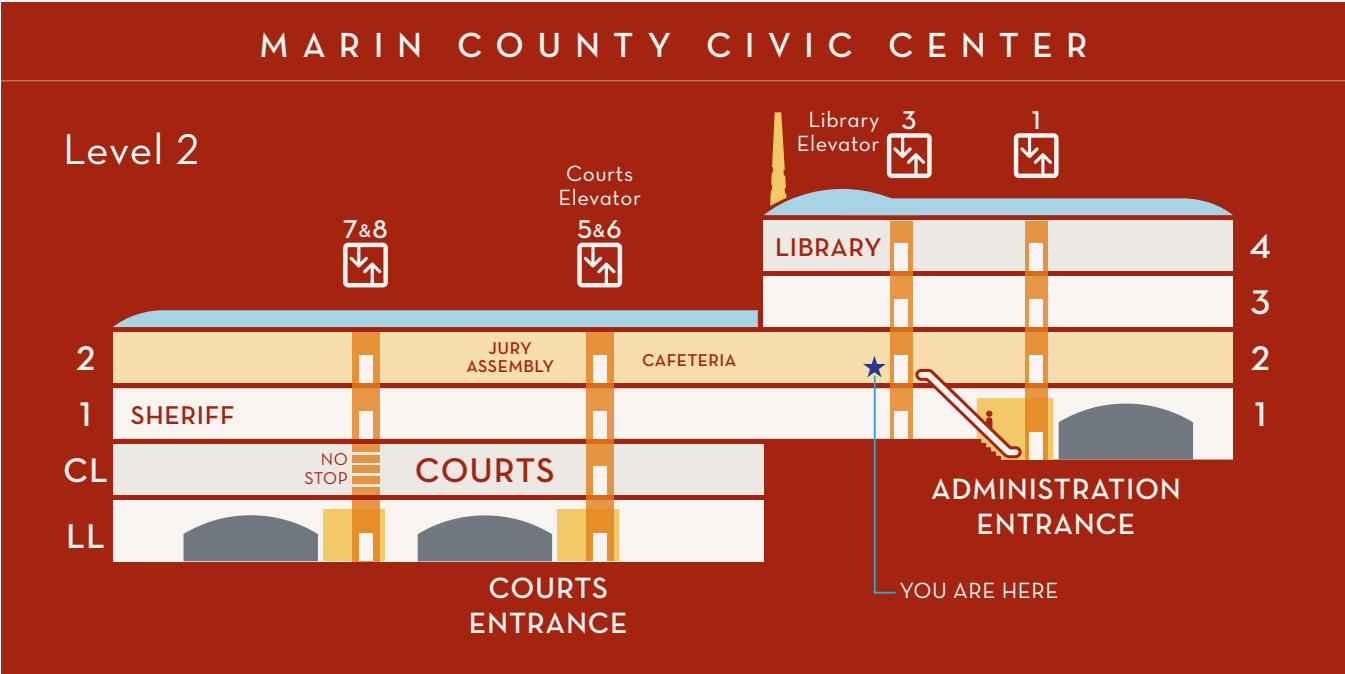 MARIN COUNTY CIVIC CENTER
Level 2
Library
Elevator
3
1
Courts
Elevator
7&8
5&6
LIBRARY
4
3
2
JURY
ASSEMBLY
CAFETERIA
2
1
SHERIFF
1
CL
NO
STOP
COURTS
LL
ADMINISTRATION
ENTRANCE
COURTS
ENTRANCE
YOU ARE HERE